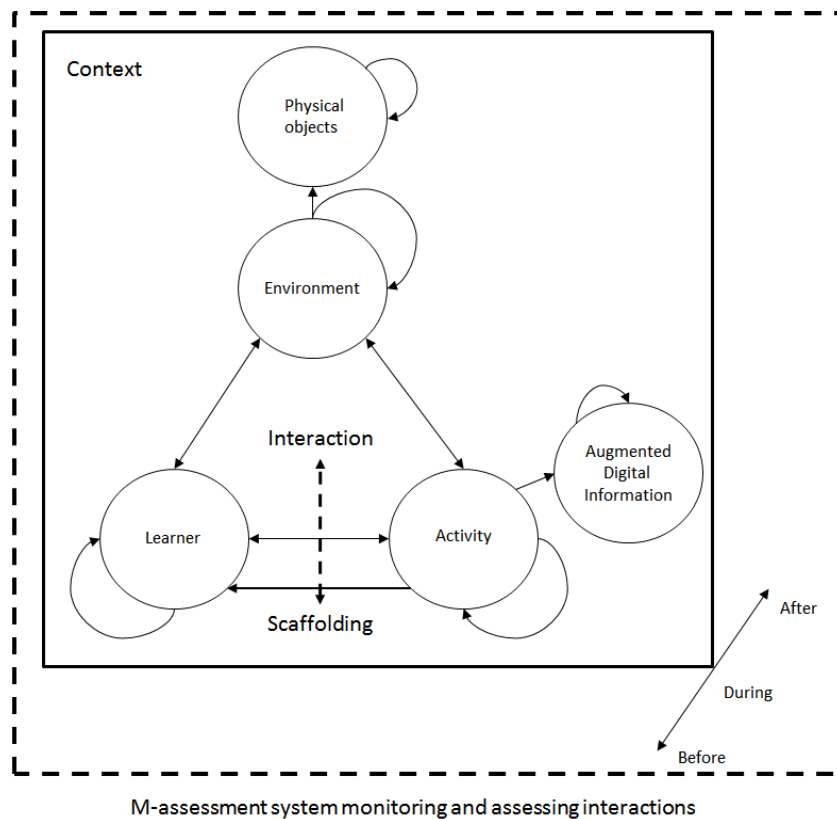 Context
Physical
objects
Environment
Interaction
Augmented
Digital
Information
Learner
Activity
Scaffolding
After
During
Before
M-assessment system monitoring and assessing interactions